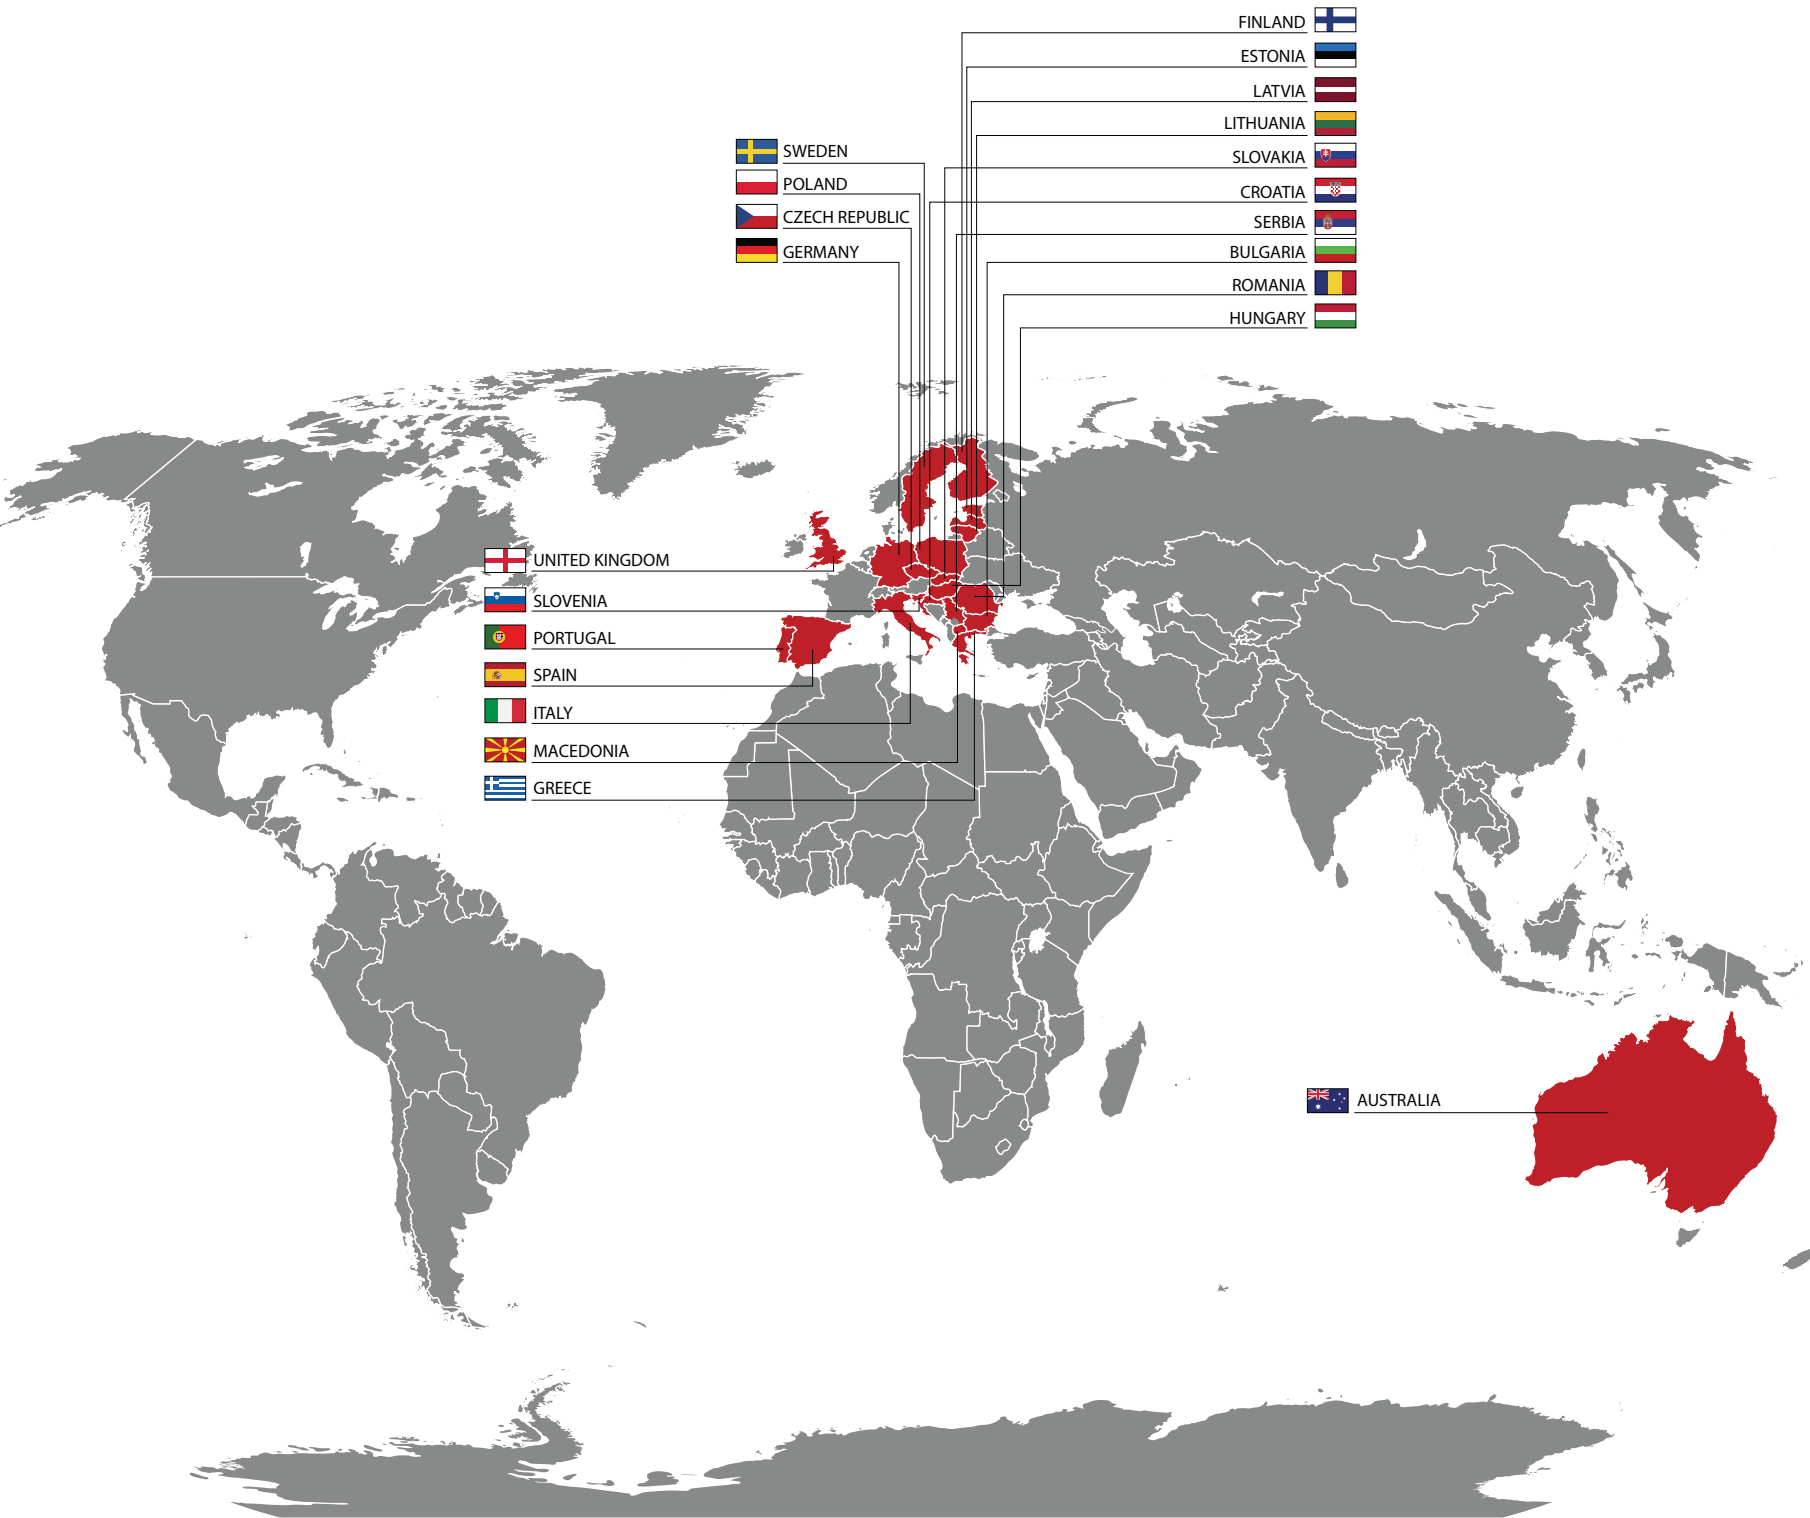 FINLAND
ESTONIA
LATVIA
LITHUANIA
SLOVAKIA
CROATIA
SERBIA
BULGARIA
ROMANIA
HUNGARY
SWEDEN
POLAND
CZECH REPUBLIC
GERMANY
UNITED KINGDOM
SLOVENIA
PORTUGAL
SPAIN
ITALY
MACEDONIA
GREECE
AUSTRALIA